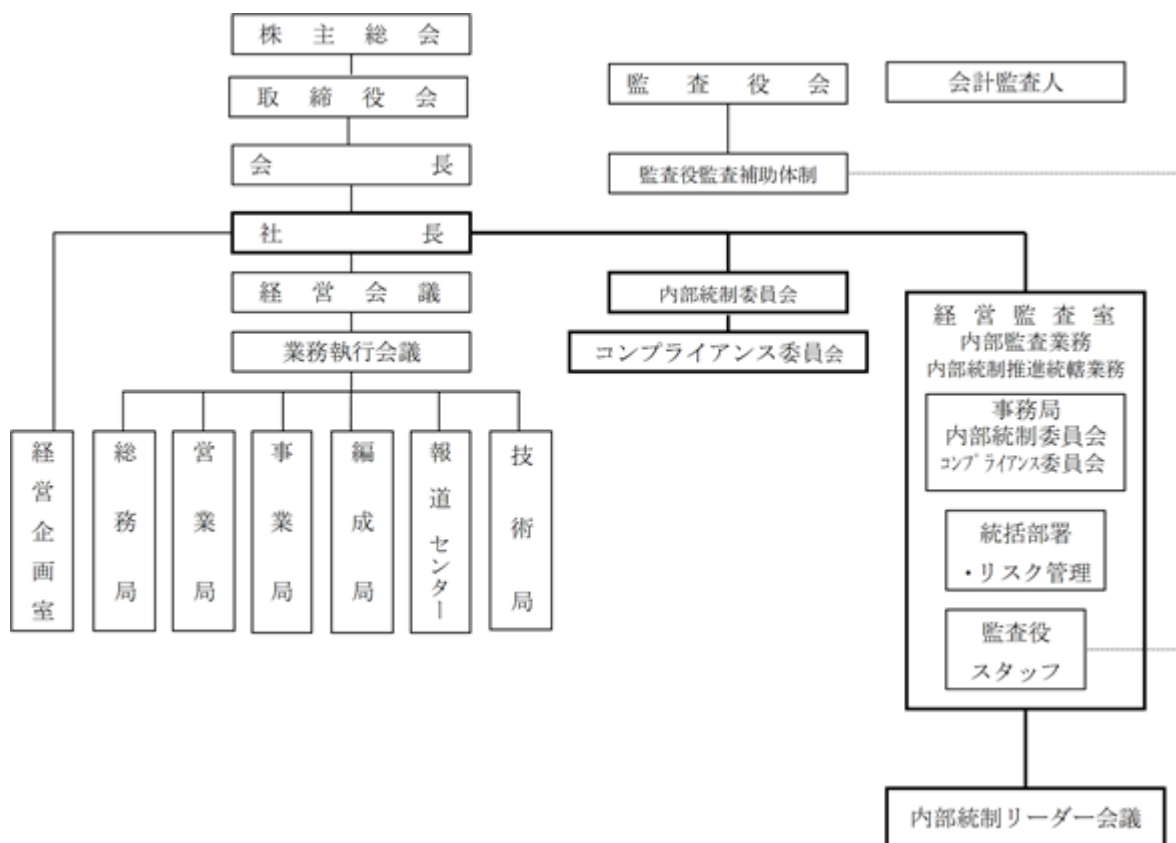 株主総会
取締役会
会長
社長
経営会議
業務執行会議
経営企画室
総務局
営業局
事業局
編成局
報道センター
技術局
監査役会
監査役監査補助体制
会計監査人
内部統制委員会
コンプライアンス委員会
経営監査室
内部監査業務
内部統制推進統轄業務
事務局
内部統制委員会
ｺﾝﾌﾟﾗｲｱﾝｽ委員会
統括部署
・リスク管理
監査役
スタッフ
内部統制リーダー会議